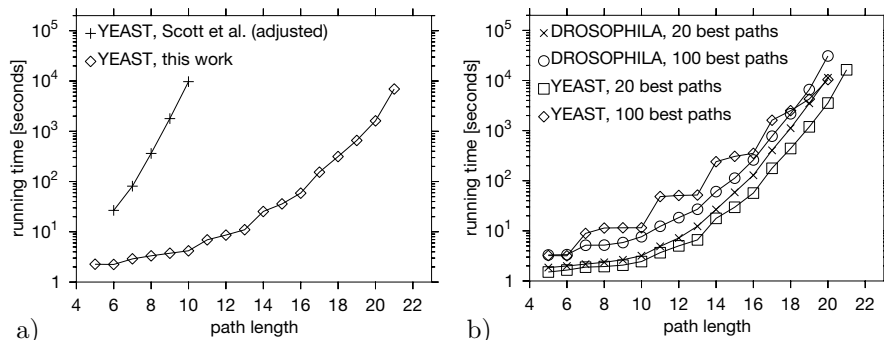 10^5
10^4
10^3
10^2
10^1
1
running time [seconds]
YEAST, Scott et al. (adjusted)
YEAST, this work
4 6 8 10 12 14 16 18 20 22
path length
a)
10^5
10^4
10^3
10^2
10^1
1
running time [seconds]
DROSOPHILA, 20 best paths
DROSOPHILA, 100 best paths
YEAST, 20 best paths
YEAST, 100 best paths
4 6 8 10 12 14 16 18 20 22
path length
b)